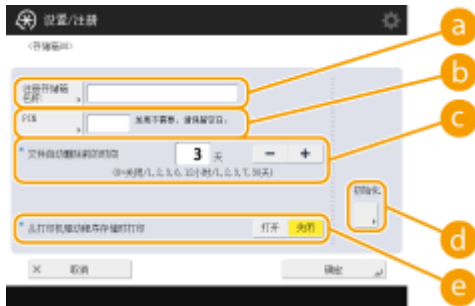 设置/注册
<存储箱00>
a
注册存储箱
名称:
b
PIN
如果不需要，请保留空白。
c
* 文件自动删除前的时间
3 天
- +
(0=关闭/1, 2, 3, 6, 12小时/1, 2, 3, 7, 30天)
初始化
d
* 从打印机驱动程序存储时打印
打开 关闭
e
× 取消
确定